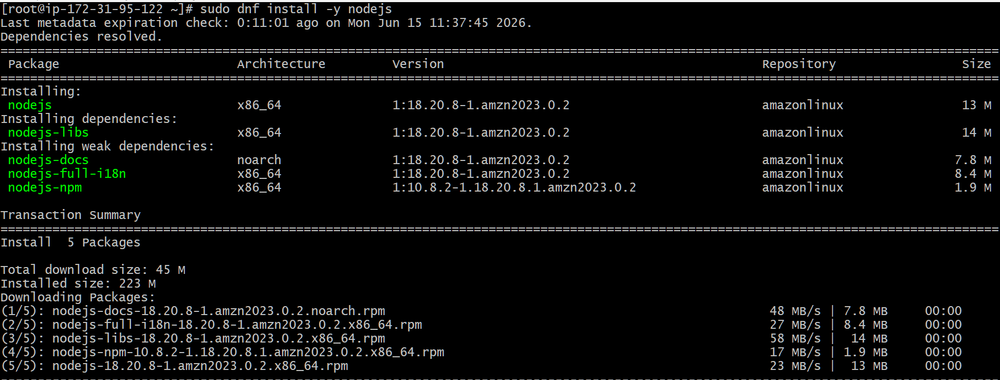 [root@ip-172-31-95-122 ~]# sudo dnf install -y nodejs
Last metadata expiration check: 0:11:01 ago on Mon Jun 15 11:37:45 2026.
Dependencies resolved.
=======================================================================================================================================
 Package                        Architecture         Version                                           Repository                 Size
=======================================================================================================================================
Installing:
 nodejs                         x86_64               1:18.20.8-1.amzn2023.0.2                          amazonlinux                13 M
Installing dependencies:
 nodejs-libs                    x86_64               1:18.20.8-1.amzn2023.0.2                          amazonlinux                14 M
Installing weak dependencies:
 nodejs-docs                    noarch               1:18.20.8-1.amzn2023.0.2                          amazonlinux               7.8 M
 nodejs-full-i18n               x86_64               1:18.20.8-1.amzn2023.0.2                          amazonlinux               8.4 M
 nodejs-npm                     x86_64               1:10.8.2-1.18.20.8.1.amzn2023.0.2                 amazonlinux               1.9 M

Transaction Summary
=======================================================================================================================================
Install  5 Packages

Total download size: 45 M
Installed size: 223 M
Downloading Packages:
(1/5): nodejs-docs-18.20.8-1.amzn2023.0.2.noarch.rpm                                                    48 MB/s | 7.8 MB     00:00
(2/5): nodejs-full-i18n-18.20.8-1.amzn2023.0.2.x86_64.rpm                                               27 MB/s | 8.4 MB     00:00
(3/5): nodejs-libs-18.20.8-1.amzn2023.0.2.x86_64.rpm                                                    58 MB/s |  14 MB     00:00
(4/5): nodejs-npm-10.8.2-1.18.20.8.1.amzn2023.0.2.x86_64.rpm                                            17 MB/s | 1.9 MB     00:00
(5/5): nodejs-18.20.8-1.amzn2023.0.2.x86_64.rpm                                                         23 MB/s |  13 MB     00:00